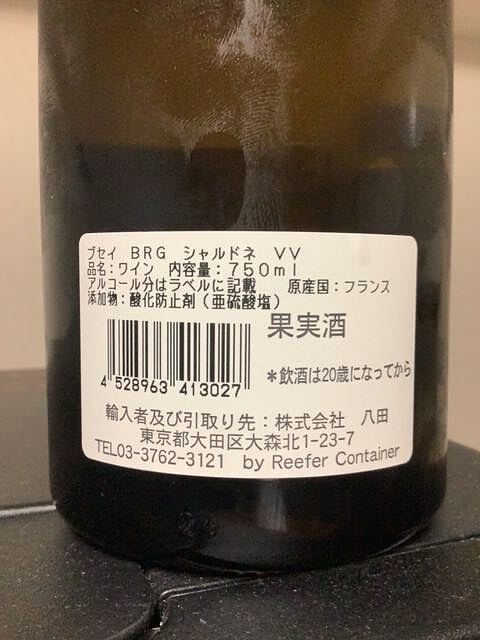 ブセイ BRG シャルドネ VV
品名：ワイン 内容量：750ml
アルコール分はラベルに記載 原産国：フランス
添加物：酸化防止剤（亜硫酸塩）
果実酒
4 528963 413027
＊飲酒は20歳になってから
輸入者及び引取り先：株式会社 八田
東京都大田区大森北1-23-7
TEL03-3762-3121 by Reefer Container